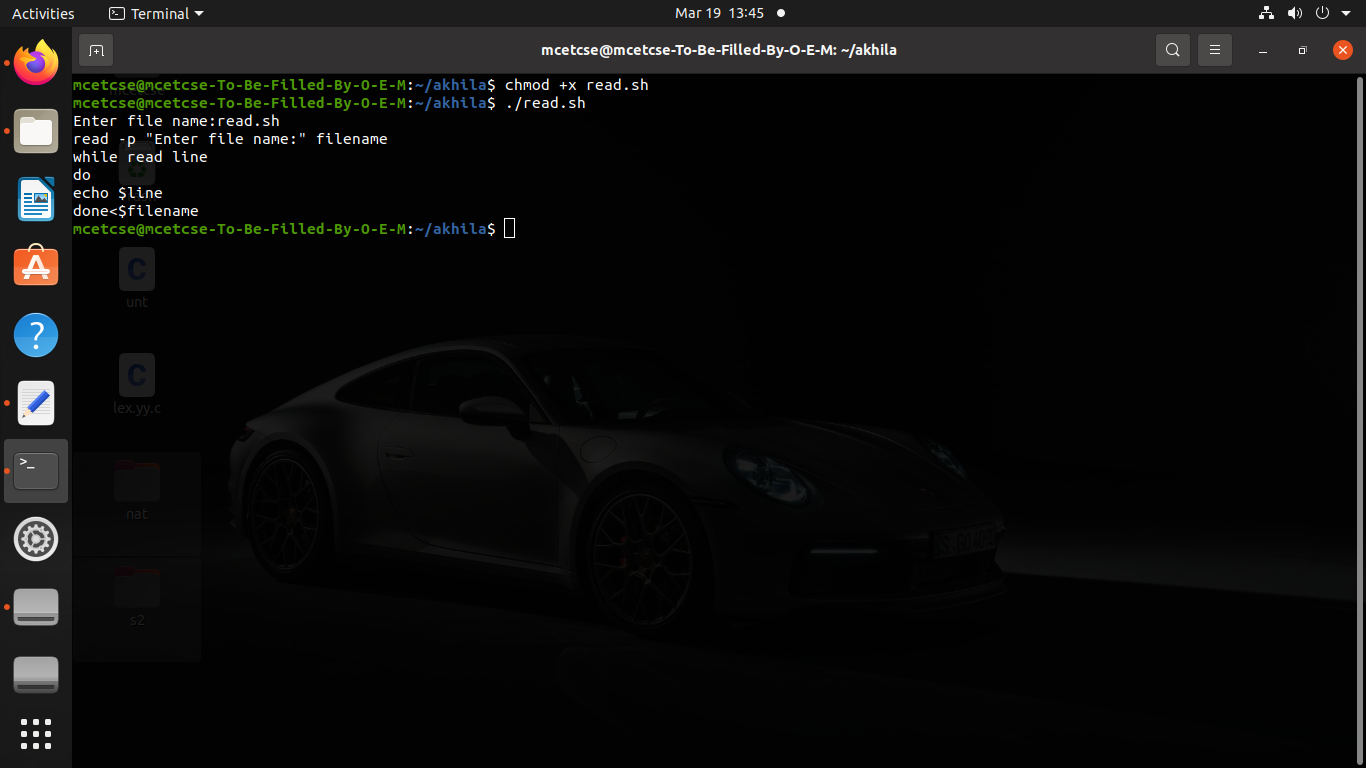 Activities
Terminal
Mar 19 13:45
mcetcse@mcetcse-To-Be-Filled-By-O-E-M: ~/akhila
mcetcse@mcetcse-To-Be-Filled-By-O-E-M:~/akhila$ chmod +x read.sh
mcetcse@mcetcse-To-Be-Filled-By-O-E-M:~/akhila$ ./read.sh
Enter file name:read.sh
read -p "Enter file name:" filename
while read line
do
echo $line
done<$filename
mcetcse@mcetcse-To-Be-Filled-By-O-E-M:~/akhila$
C
unt
C
lex.yy.c
nat
s2